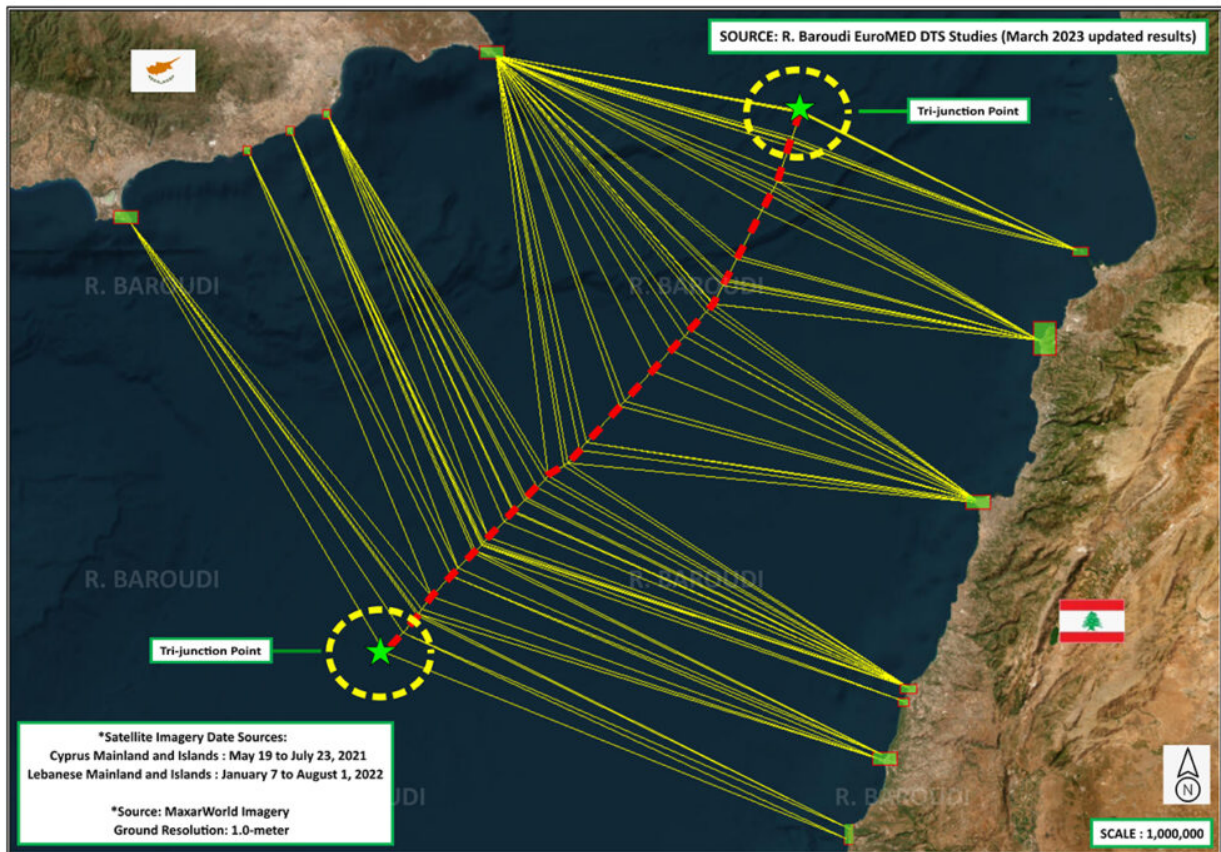 SOURCE: R. Baroudi EuroMED DTS Studies (March 2023 updated results)
Tri-junction Point
R. BAROUDI
R. BAROUDI
R. BAROUDI
R. BAROUDI
Tri-junction Point
*Satellite Imagery Date Sources:
Cyprus Mainland and Islands : May 19 to July 23, 2021
Lebanese Mainland and Islands : January 7 to August 1, 2022
*Source: MaxarWorld Imagery
Ground Resolution: 1.0-meter
R. BAROUDI
N
SCALE : 1,000,000